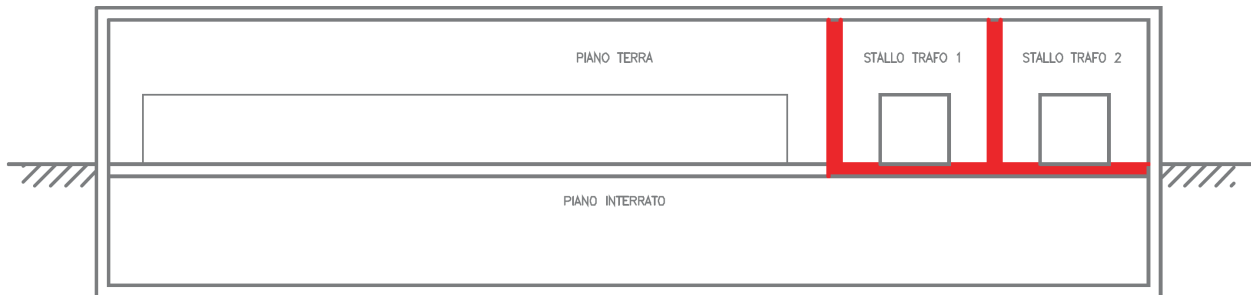 PIANO TERRA
STALLO TRAFO 1
STALLO TRAFO 2
PIANO INTERRATO